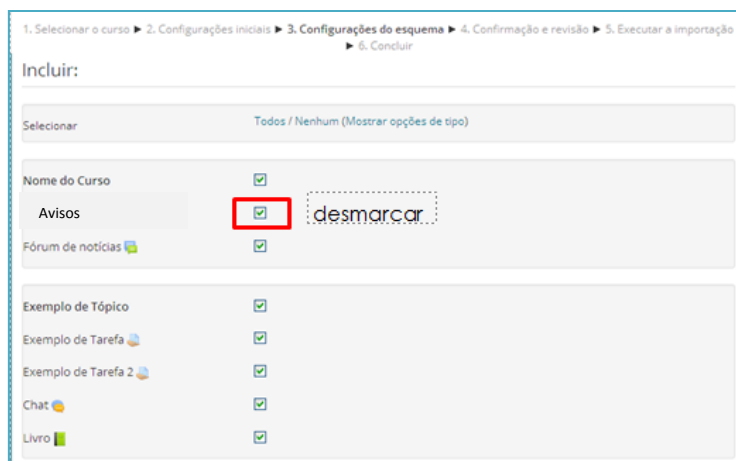 1. Selecionar o curso ► 2. Configurações iniciais ► 3. Configurações do esquema ► 4. Confirmação e revisão ► 5. Executar a importação
► 6. Concluir
Incluir:
Selecionar Todos / Nenhum (Mostrar opções de tipo)
Nome do Curso
Avisos desmarcar
Fórum de notícias
Exemplo de Tópico
Exemplo de Tarefa
Exemplo de Tarefa 2
Chat
Livro